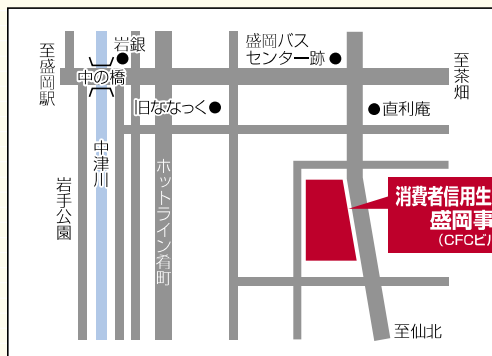 至盛岡駅
岩銀
中の橋
盛岡バス
センター跡
至茶畑
旧ななっく
直利庵
中津川
岩手公園
ホットライン肴町
消費者信用生
盛岡事
(CFCビル
至仙北